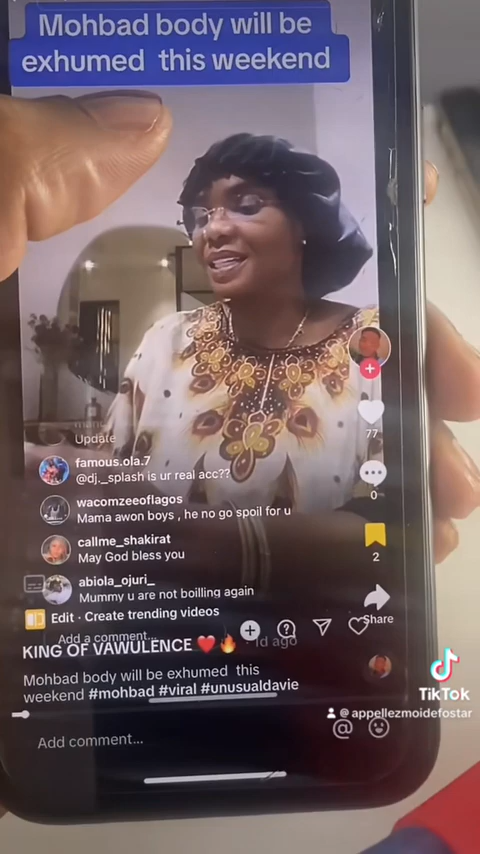 Mohbad body will be
exhumed this weekend
Update
famous.ola.7
@dj._splash is ur real acc??
wacomzeeoflagos
Mama awon boys , he no go spoil for u
callme_shakirat
May God bless you
abiola_ojuri_
Mummy u are not boilling again
77
0
2
Share
Edit · Create trending videos
Add a comment...
KING OF VAWULENCE ❤️🔥 · 1d ago
Mohbad body will be exhumed this
weekend #mohbad #viral #unusualdavie
Add comment...
TikTok
@appellezmoidefostar